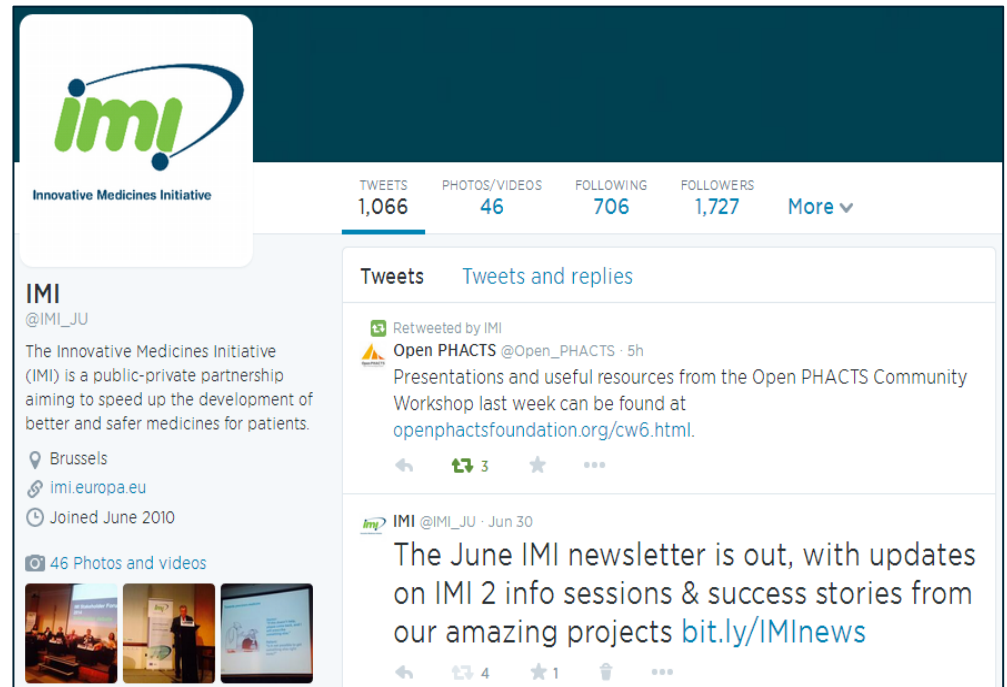 imi
Innovative Medicines Initiative
TWEETS PHOTOS/VIDEOS FOLLOWING FOLLOWERS
1,066 46 706 1,727 More
IMI
@IMI_JU
The Innovative Medicines Initiative
(IMI) is a public-private partnership
aiming to speed up the development of
better and safer medicines for patients.
Brussels
imi.europa.eu
Joined June 2010
46 Photos and videos
Tweets Tweets and replies
Retweeted by IMI
Open PHACTS @Open_PHACTS · 5h
Presentations and useful resources from the Open PHACTS Community
Workshop last week can be found at
openphactsfoundation.org/cw6.html.
3
imi IMI @IMI_JU · Jun 30
The June IMI newsletter is out, with updates
on IMI 2 info sessions & success stories from
our amazing projects bit.ly/IMInews
4 1